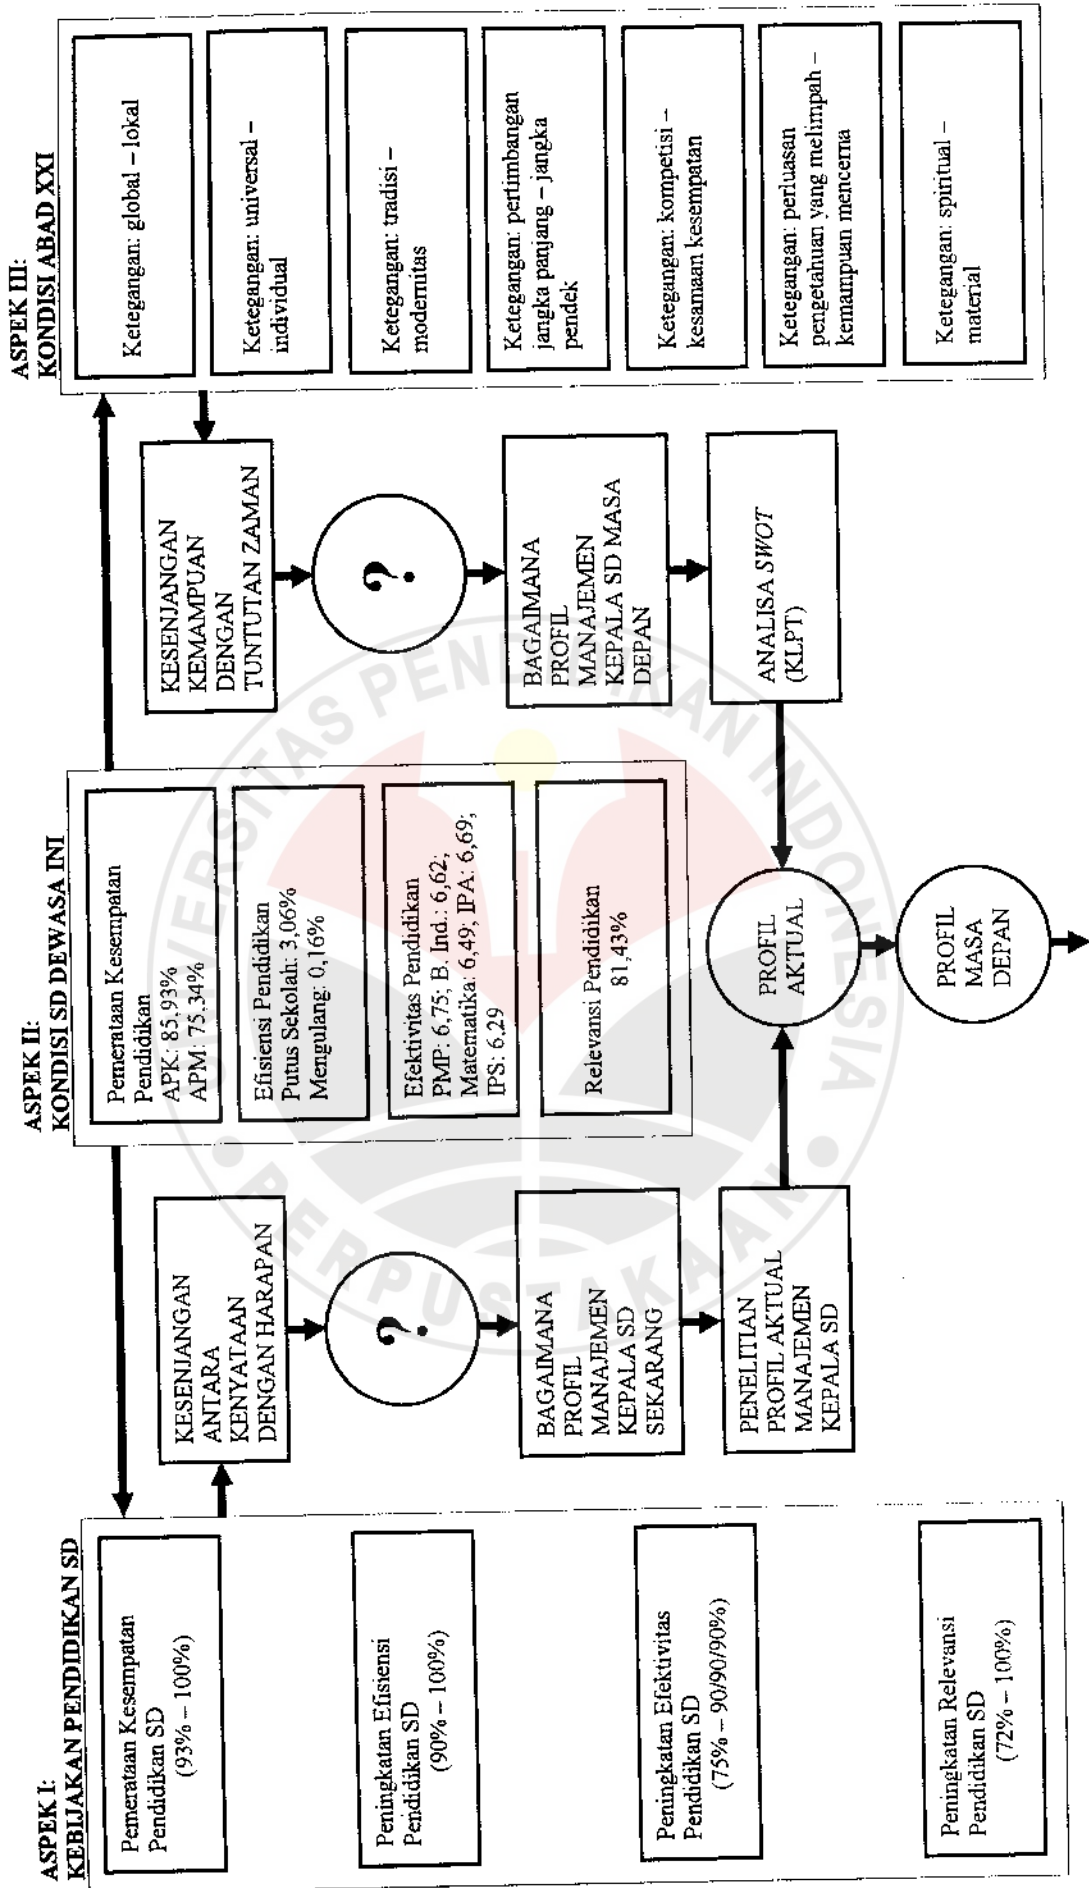 ASPEK I:
KEBIJAKAN PENDIDIKAN SD
Pemerataan Kesempatan
Pendidikan SD
(93% – 100%)
Peningkatan Efisiensi
Pendidikan SD
(90% – 100%)
Peningkatan Efektivitas
Pendidikan SD
(75% – 90/90/90%)
Peningkatan Relevansi
Pendidikan SD
(72% – 100%)
KESENJANGAN
ANTARA
KENYATAAN
DENGAN HARAPAN
?
BAGAIMANA
PROFIL
MANAJEMEN
KEPALA SD
SEKARANG
PENELITIAN
PROFIL AKTUAL
MANAJEMEN
KEPALA SD
ASPEK II:
KONDISI SD DEWASA INI
Pemerataan Kesempatan
Pendidikan
APK: 85,93%
APM: 75,34%
Efisiensi Pendidikan
Putus Sekolah: 3,06%
Mengulang: 0,16%
Efektivitas Pendidikan
PMP: 6,75; B. Ind.: 6,62;
Matematika: 6,49; IPA: 6,69;
IPS: 6,29
Relevansi Pendidikan
81,43%
PROFIL
AKTUAL
PROFIL
MASA
DEPAN
KESENJANGAN
KEMAMPUAN
DENGAN
TUNTUTAN ZAMAN
?
BAGAIMANA
PROFIL
MANAJEMEN
KEPALA SD MASA
DEPAN
ANALISA SWOT
(KLPT)
ASPEK III:
KONDISI ABAD XXI
Ketegangan: global – lokal
Ketegangan: universal –
individual
Ketegangan: tradisi –
modernitas
Ketegangan: pertimbangan
jangka panjang – jangka
pendek
Ketegangan: kompetisi –
kesamaan kesempatan
Ketegangan: perluasan
pengetahuan yang melimpah –
kemampuan mencerna
Ketegangan: spiritual –
material
UNIVERSITAS PENDIDIKAN INDONESIA
PERPUSTAKAAN